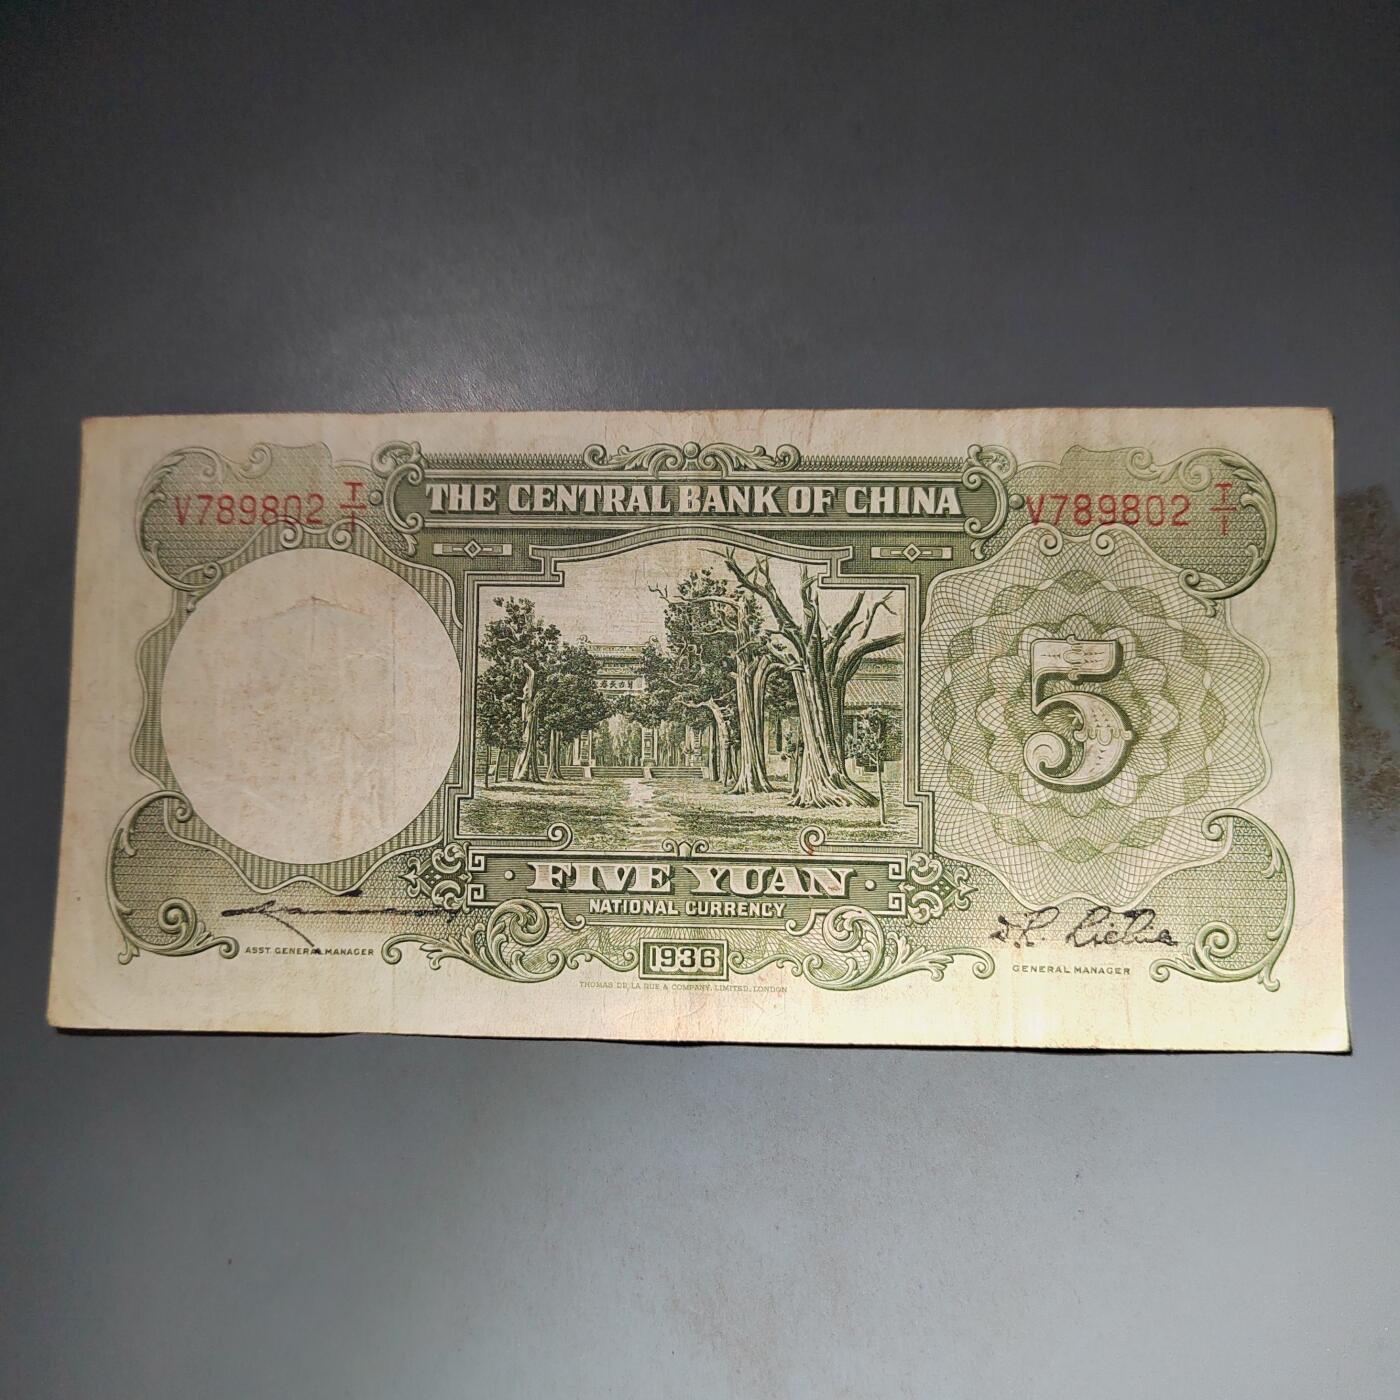 THE CENTRAL BANK OF CHINA
V789802 I/I
V789802 I/I
5
FIVE YUAN
NATIONAL CURRENCY
ASST. GENERAL MANAGER
1936
GENERAL MANAGER
THOMAS DE LA RUE & COMPANY, LIMITED, LONDON